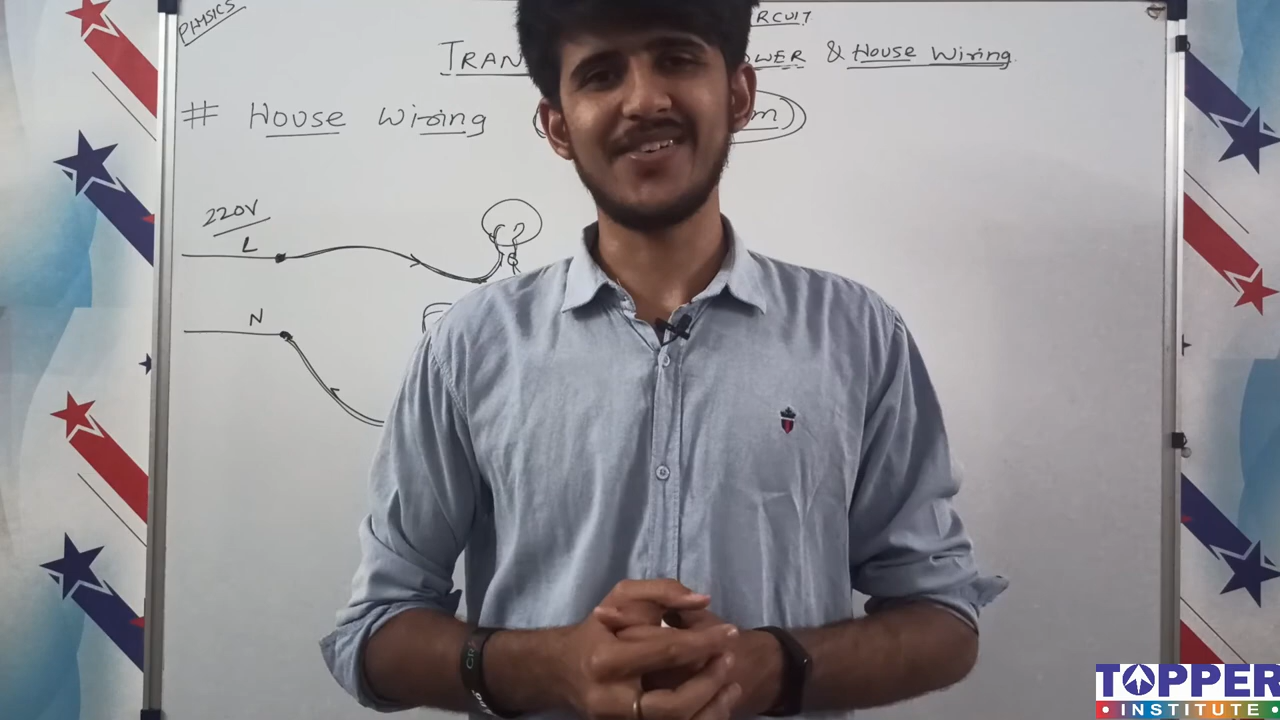 PHYSICS
RCUIT
TRAN OWER & House Wiring
# House Wiring m)
220V
L
N
TOPPER
INSTITUTE